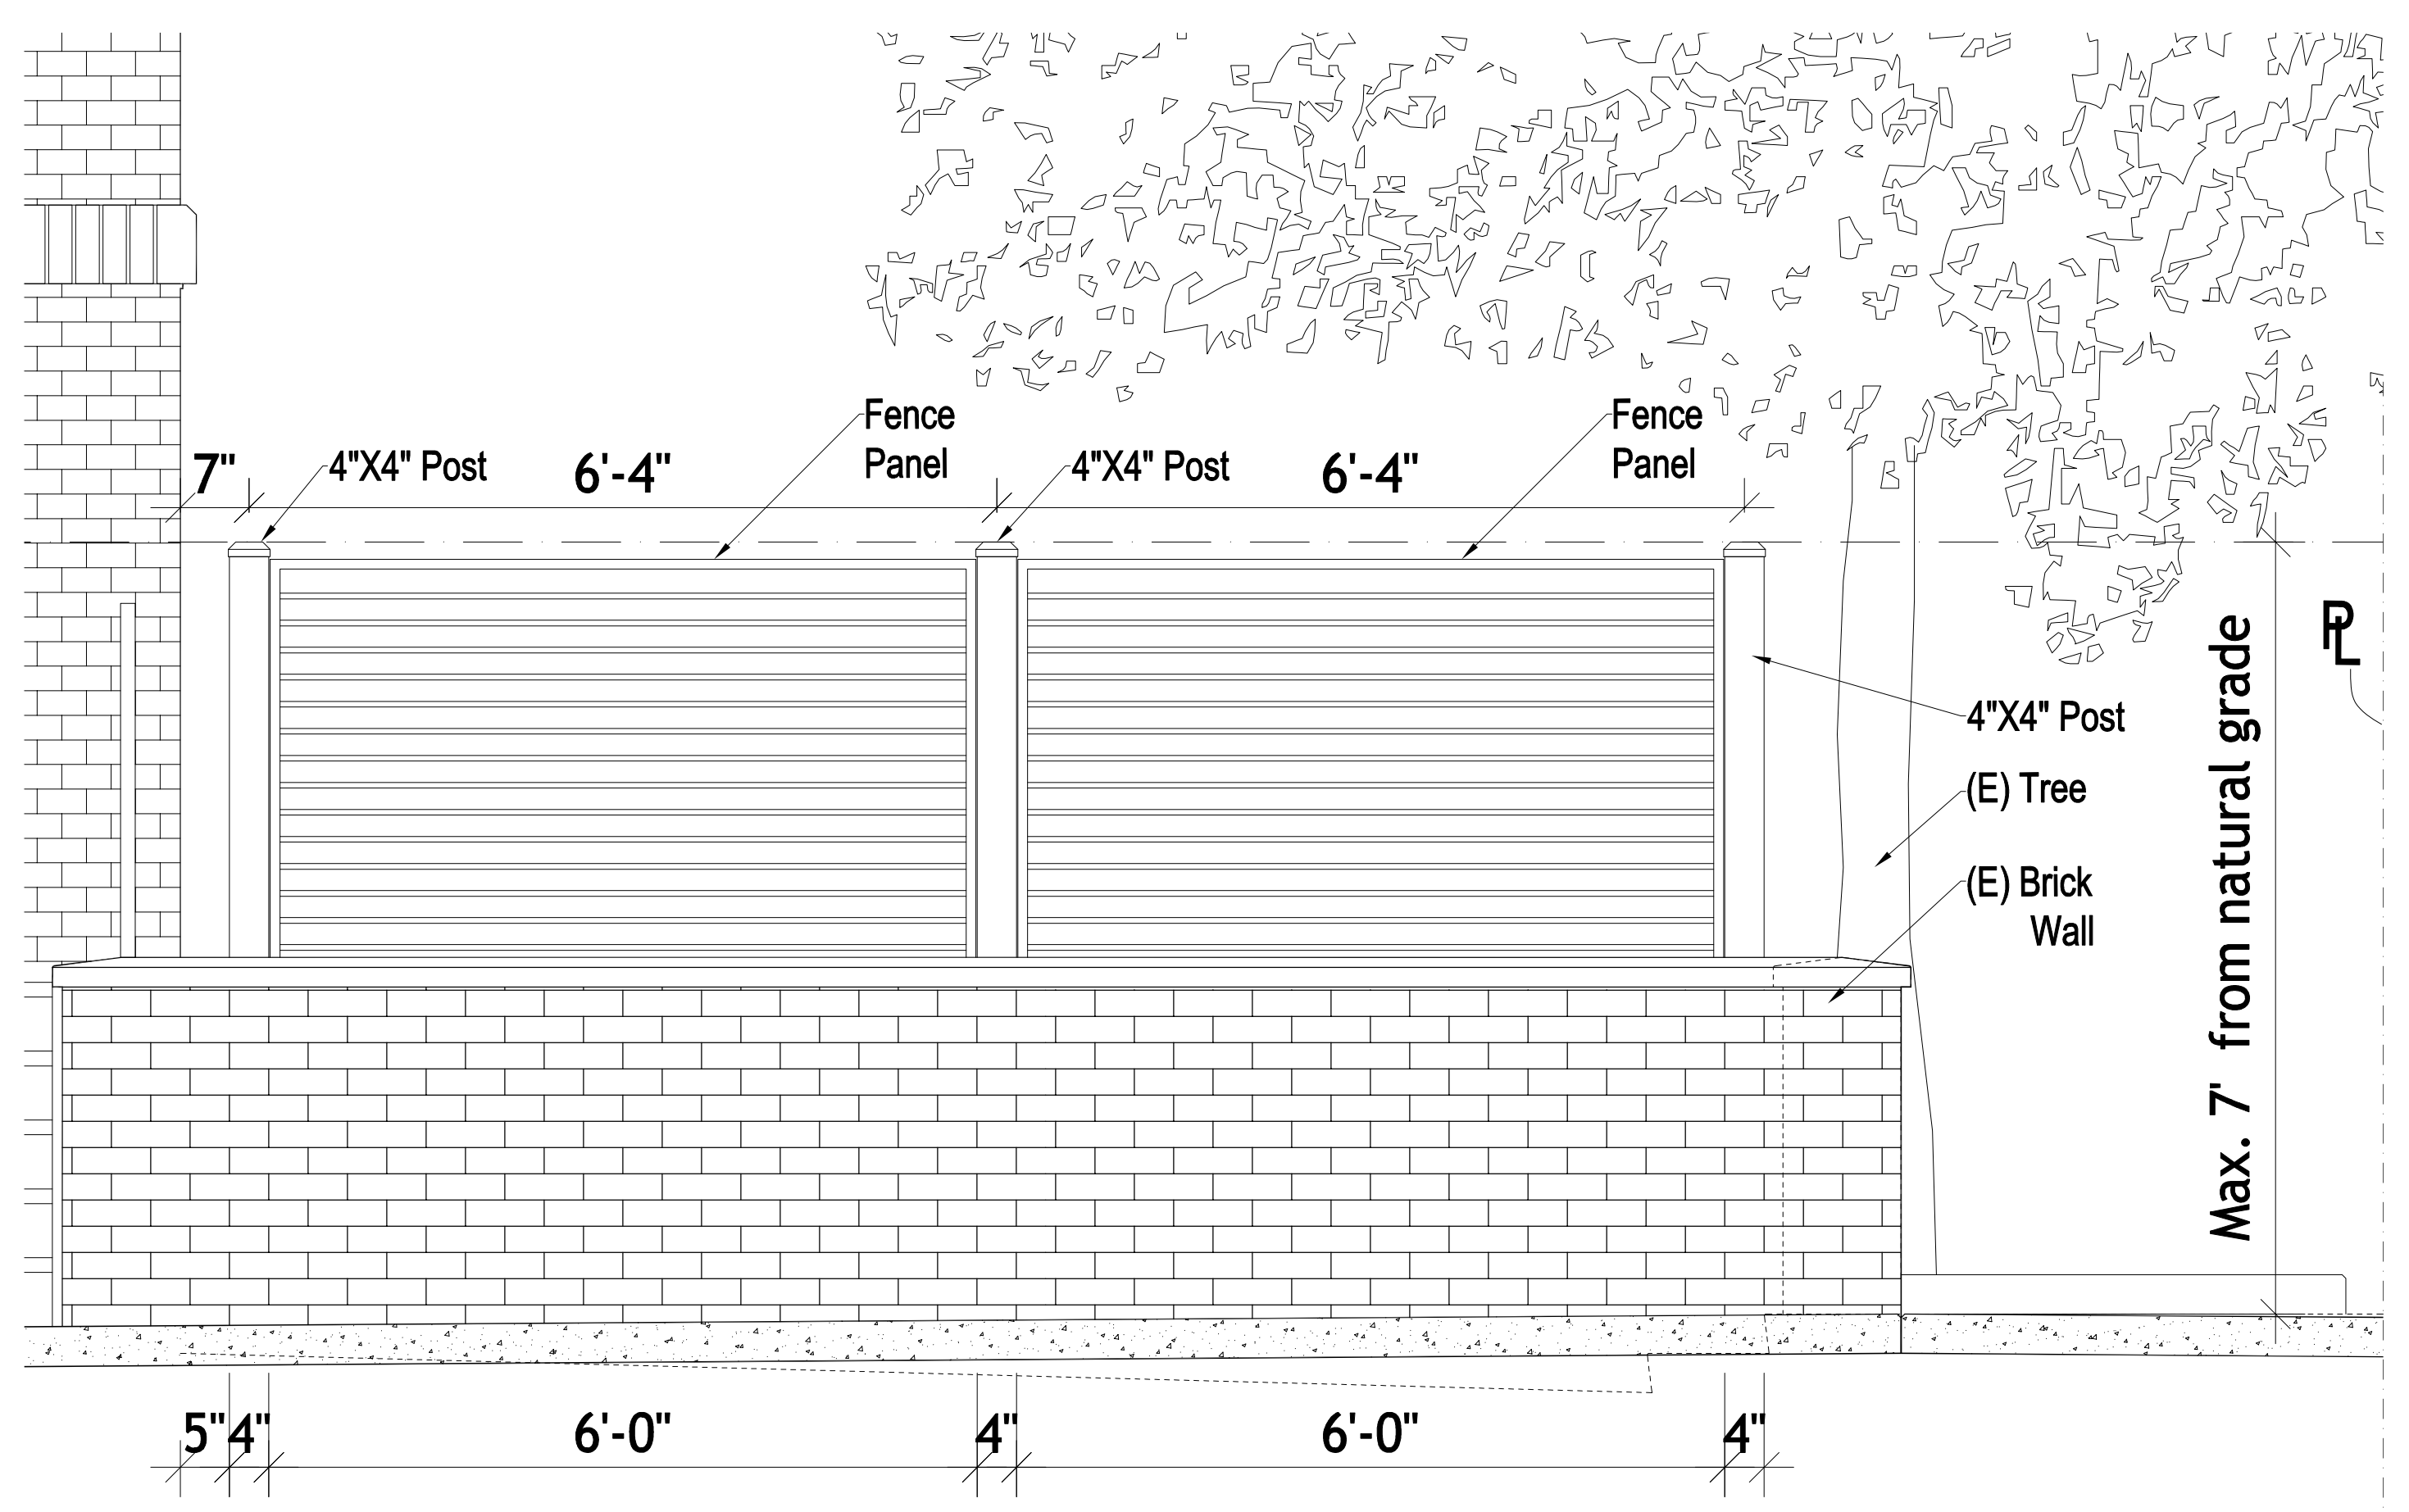 Fence
Panel
Fence
Panel
7"
4"X4" Post
6'-4"
4"X4" Post
6'-4"
PL
Max. 7' from natural grade
4"X4" Post
(E) Tree
(E) Brick
Wall
5"
4"
6'-0"
4"
6'-0"
4"